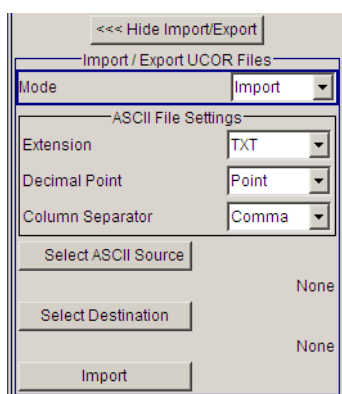 <<< Hide Import/Export
Import / Export UCOR Files
Mode Import
ASCII File Settings
Extension TXT
Decimal Point Point
Column Separator Comma
Select ASCII Source
None
Select Destination
None
Import